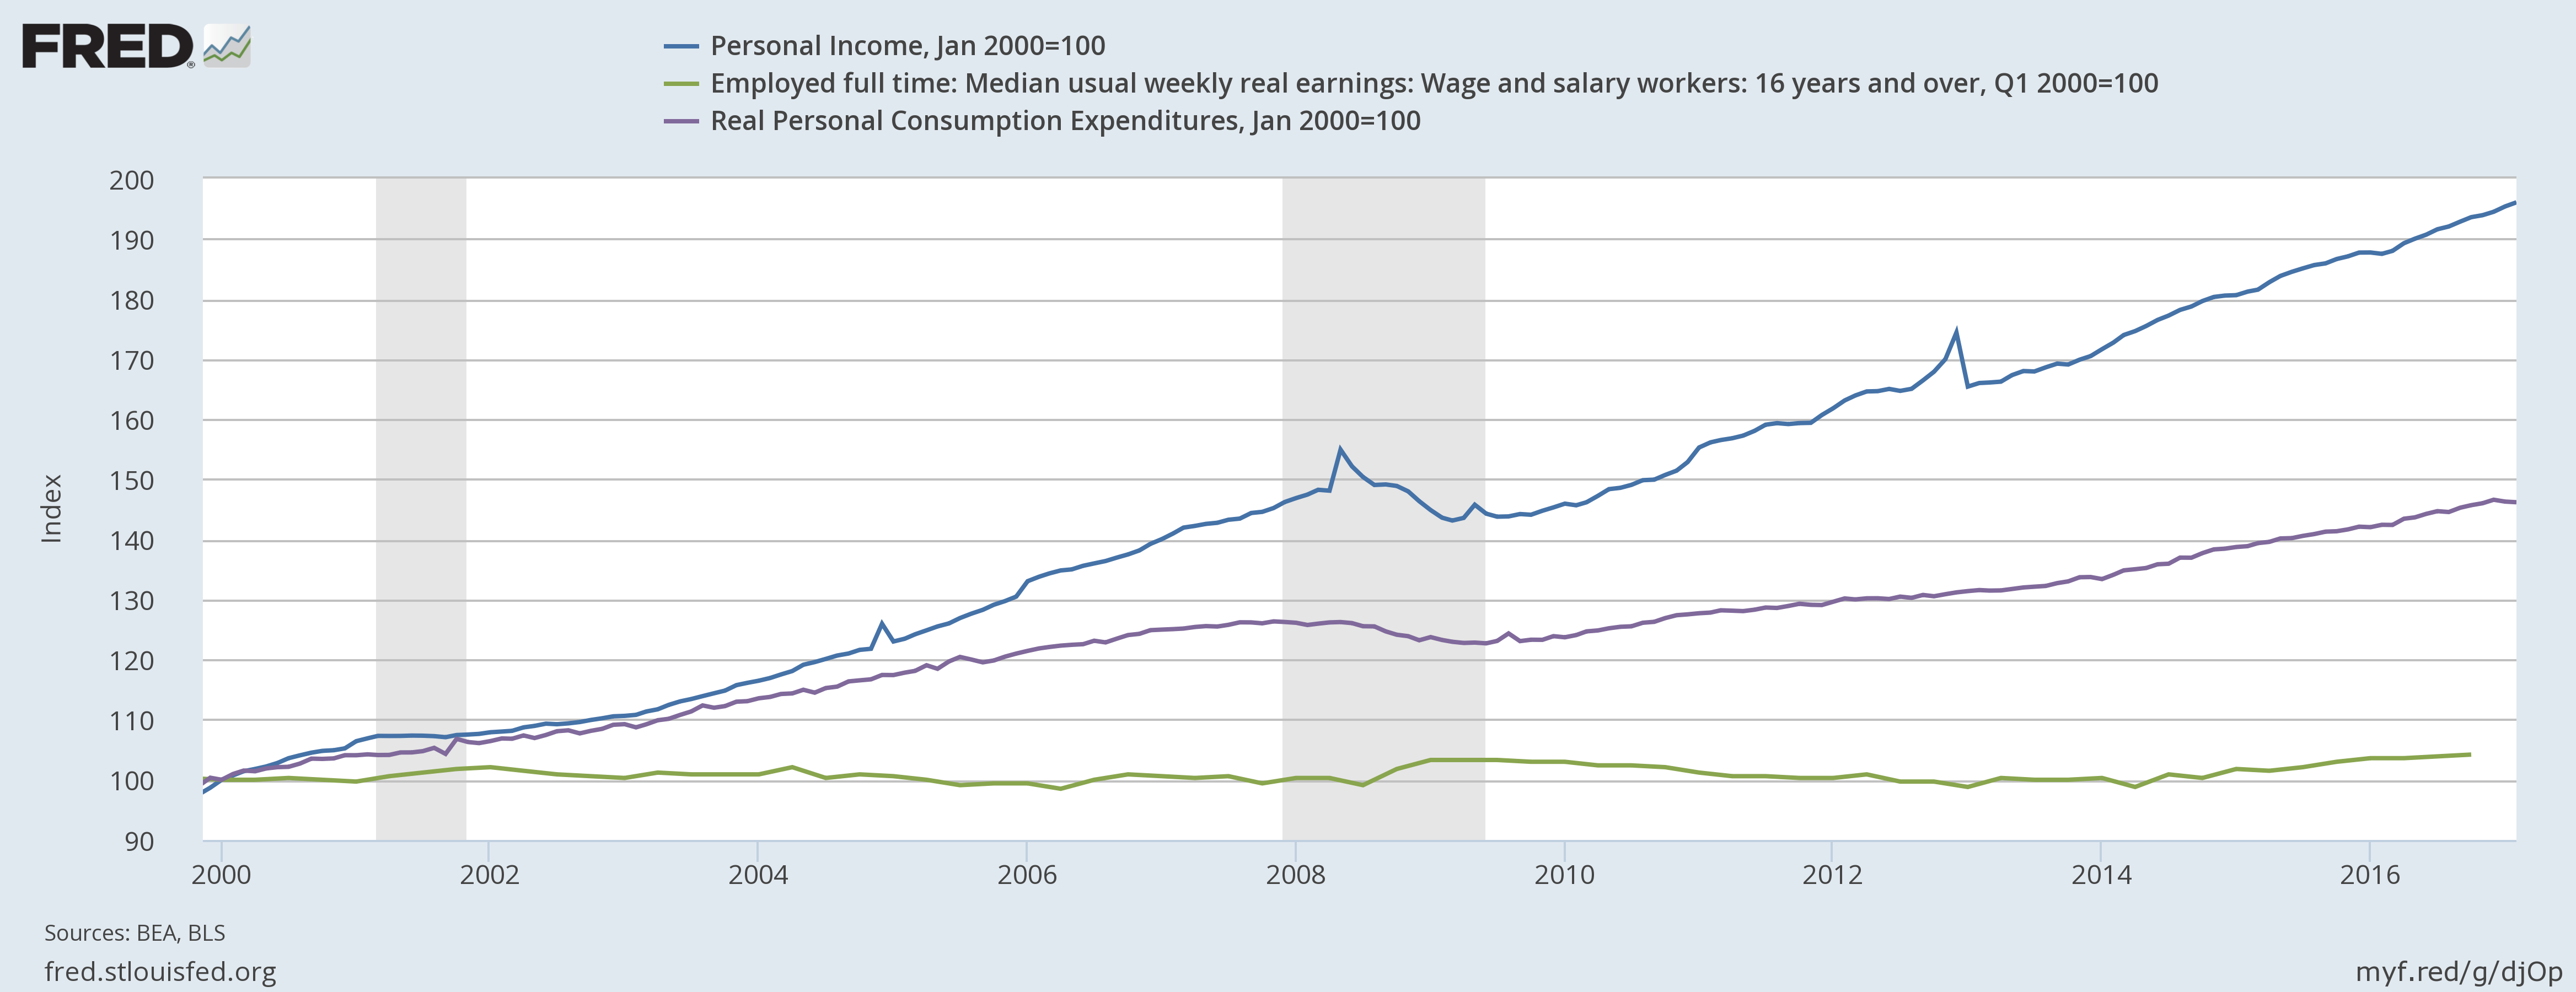 FRED®
Personal Income, Jan 2000=100
Employed full time: Median usual weekly real earnings: Wage and salary workers: 16 years and over, Q1 2000=100
Real Personal Consumption Expenditures, Jan 2000=100
200
190
180
170
160
150
140
130
120
110
100
90
Index
2000 2002 2004 2006 2008 2010 2012 2014 2016
Sources: BEA, BLS
fred.stlouisfed.org
myf.red/g/djOp